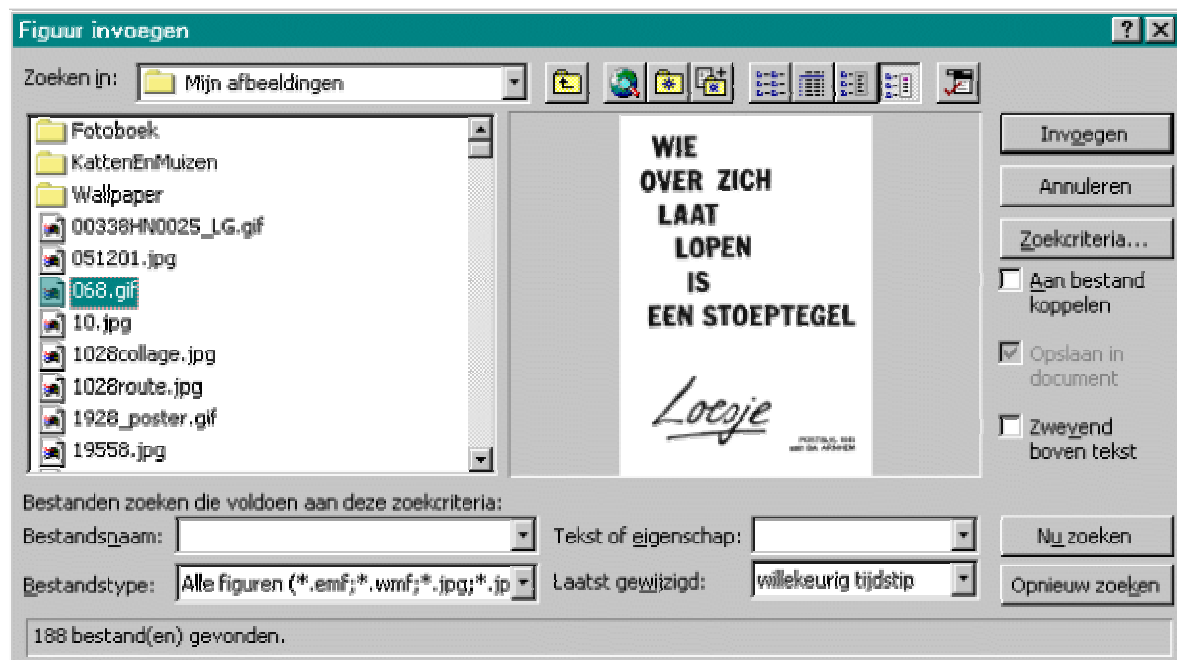 Figuur invoegen
Zoeken in: Mijn afbeeldingen
Fotoboek
KattenEnMuizen
Wallpaper
00338HN0025_LG.gif
051201.jpg
068.gif
10.jpg
1028collage.jpg
1028route.jpg
1928_poster.gif
19558.jpg
WIE
OVER ZICH
LAAT
LOPEN
IS
EEN STOEPTEGEL
Loesje
Invoegen
Annuleren
Zoekcriteria...
Aan bestand
koppelen
Opslaan in
document
Zwevend
boven tekst
Bestanden zoeken die voldoen aan deze zoekcriteria:
Bestandsnaam:
Tekst of eigenschap:
Nu zoeken
Bestandstype: Alle figuren (*.emf;*.wmf;*.jpg;*.jp
Laatst gewijzigd: willekeurig tijdstip
Opnieuw zoeken
188 bestand(en) gevonden.